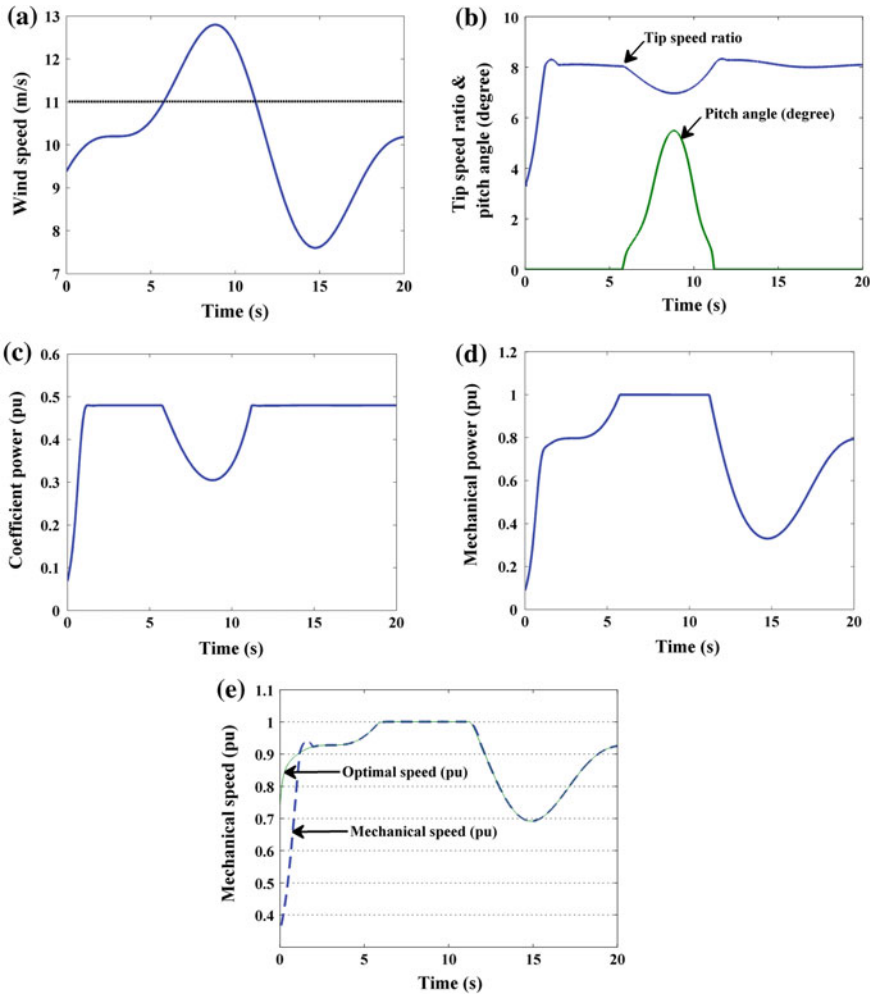 (a)
13
12
11
10
9
8
7
Wind speed (m/s)
0 5 10 15 20
Time (s)
(b)
10
8
6
4
2
0
Tip speed ratio &
pitch angle (degree)
Tip speed ratio
Pitch angle (degree)
0 5 10 15 20
Time (s)
(c)
0.6
0.5
0.4
0.3
0.2
0.1
0
Coefficient power (pu)
0 5 10 15 20
Time (s)
(d)
1.2
1
0.8
0.6
0.4
0.2
0
Mechanical power (pu)
0 5 10 15 20
Time (s)
(e)
1.1
1
0.9
0.8
0.7
0.6
0.5
0.4
Mechanical speed (pu)
Optimal speed (pu)
Mechanical speed (pu)
0 5 10 15 20
Time (s)